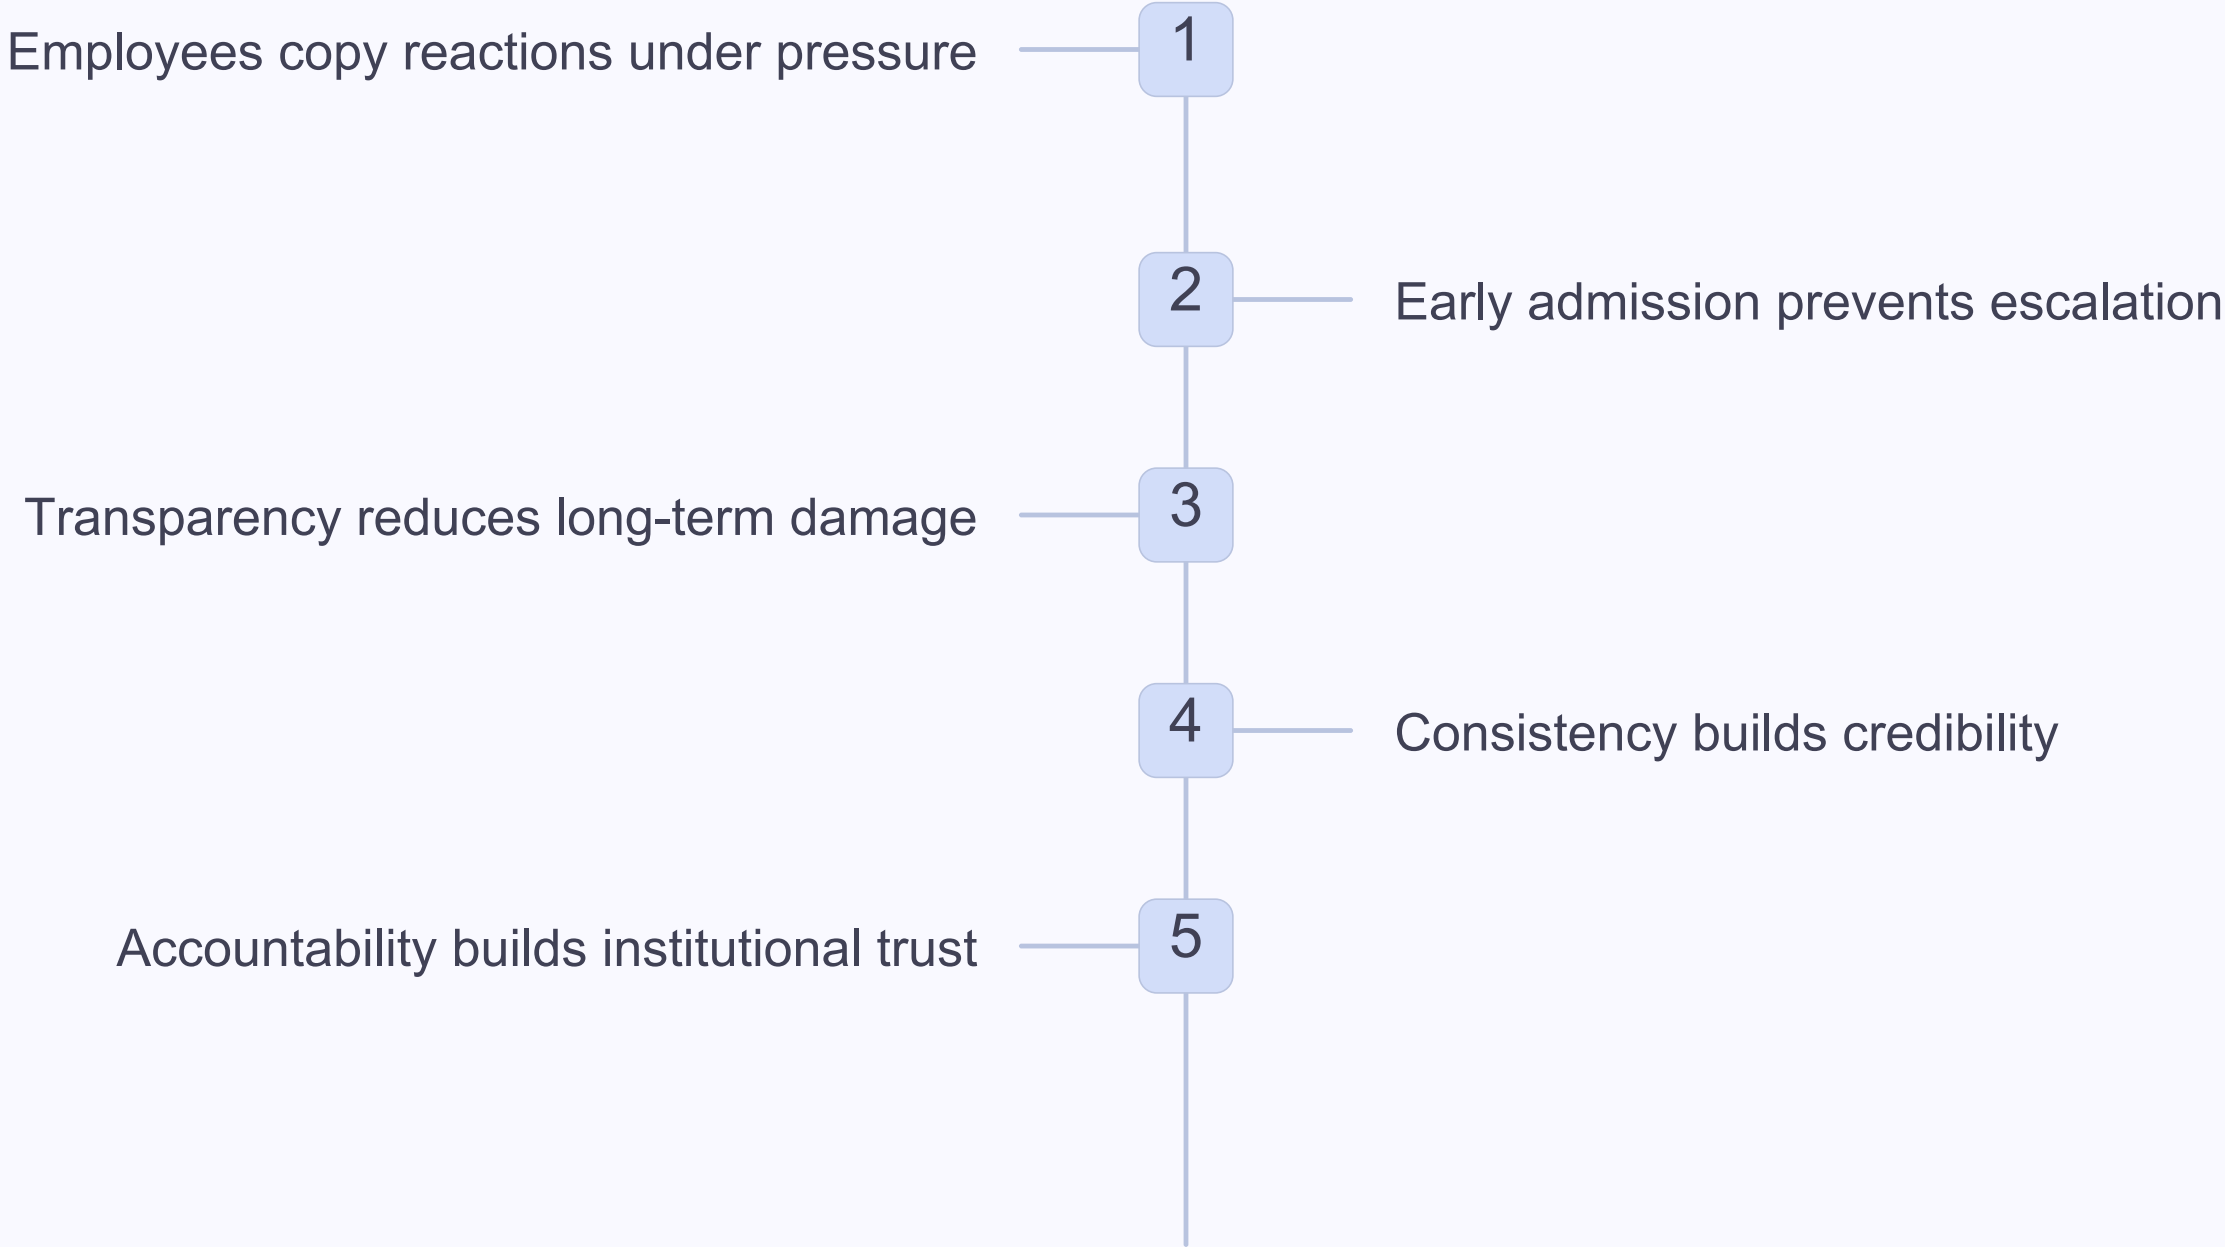 Employees copy reactions under pressure
1
2
Early admission prevents escalation
Transparency reduces long-term damage
3
4
Consistency builds credibility
Accountability builds institutional trust
5